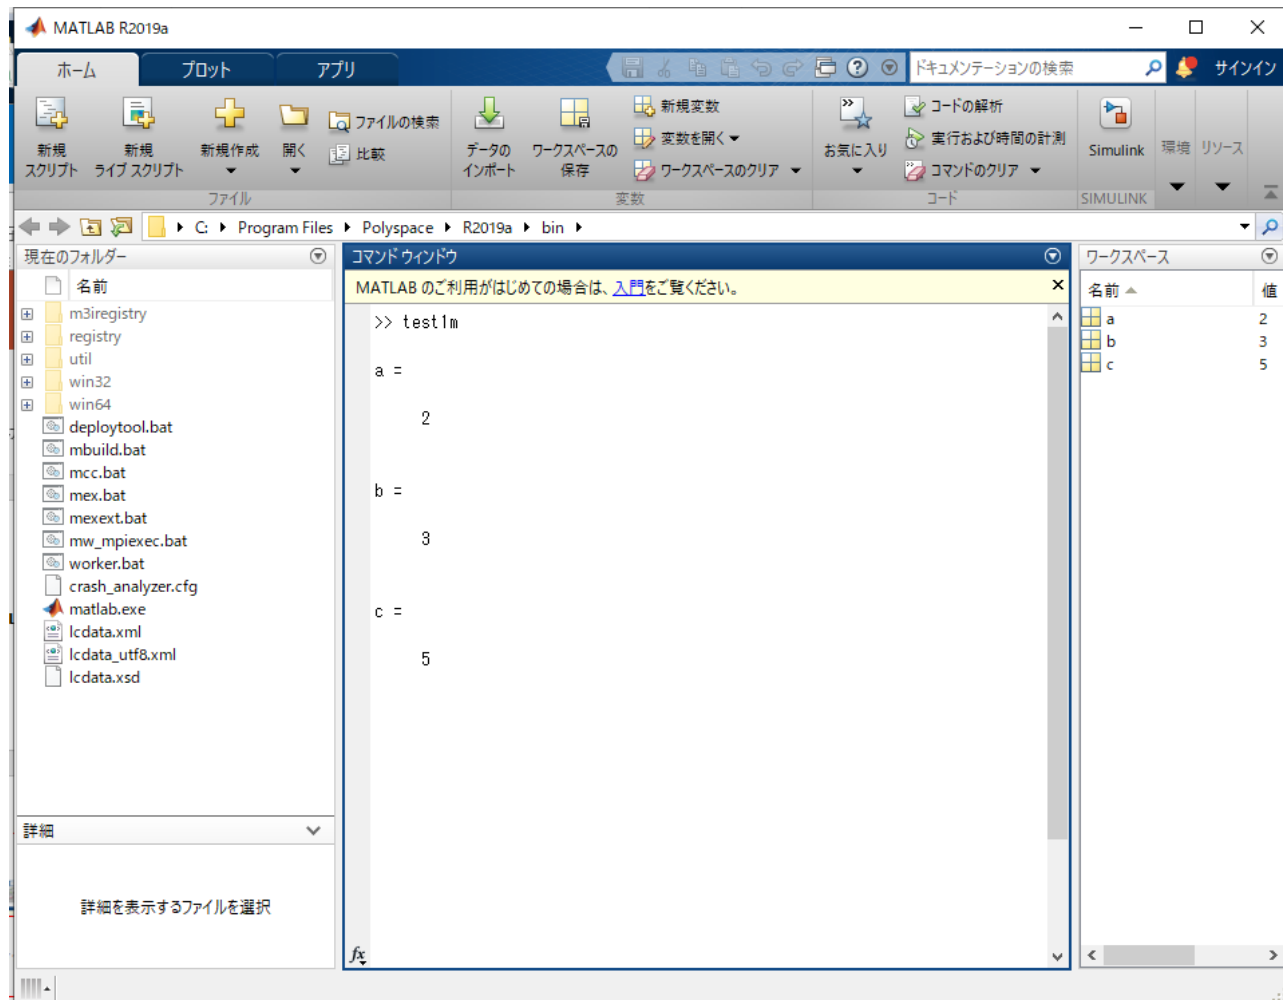 MATLAB R2019a
ホーム プロット アプリ ドキュメンテーションの検索 サインイン
新規 スクリプト
新規 ライブ スクリプト
新規作成
開く
ファイルの検索
比較
ファイル
データの インポート
ワークスペースの 保存
新規変数
変数を開く
ワークスペースのクリア
変数
お気に入り
コードの解析
実行および時間の計測
コマンドのクリア
コード
Simulink
SIMULINK
環境
リソース
C: Program Files Polyspace R2019a bin
現在のフォルダー
名前
m3iregistry
registry
util
win32
win64
deploytool.bat
mbuild.bat
mcc.bat
mex.bat
mexext.bat
mw_mpiexec.bat
worker.bat
crash_analyzer.cfg
matlab.exe
lcdata.xml
lcdata_utf8.xml
lcdata.xsd
詳細
詳細を表示するファイルを選択
コマンド ウィンドウ
MATLAB のご利用がはじめての場合は、入門をご覧ください。
>> test1m
a =
2
b =
3
c =
5
fx
ワークスペース
名前 値
a 2
b 3
c 5